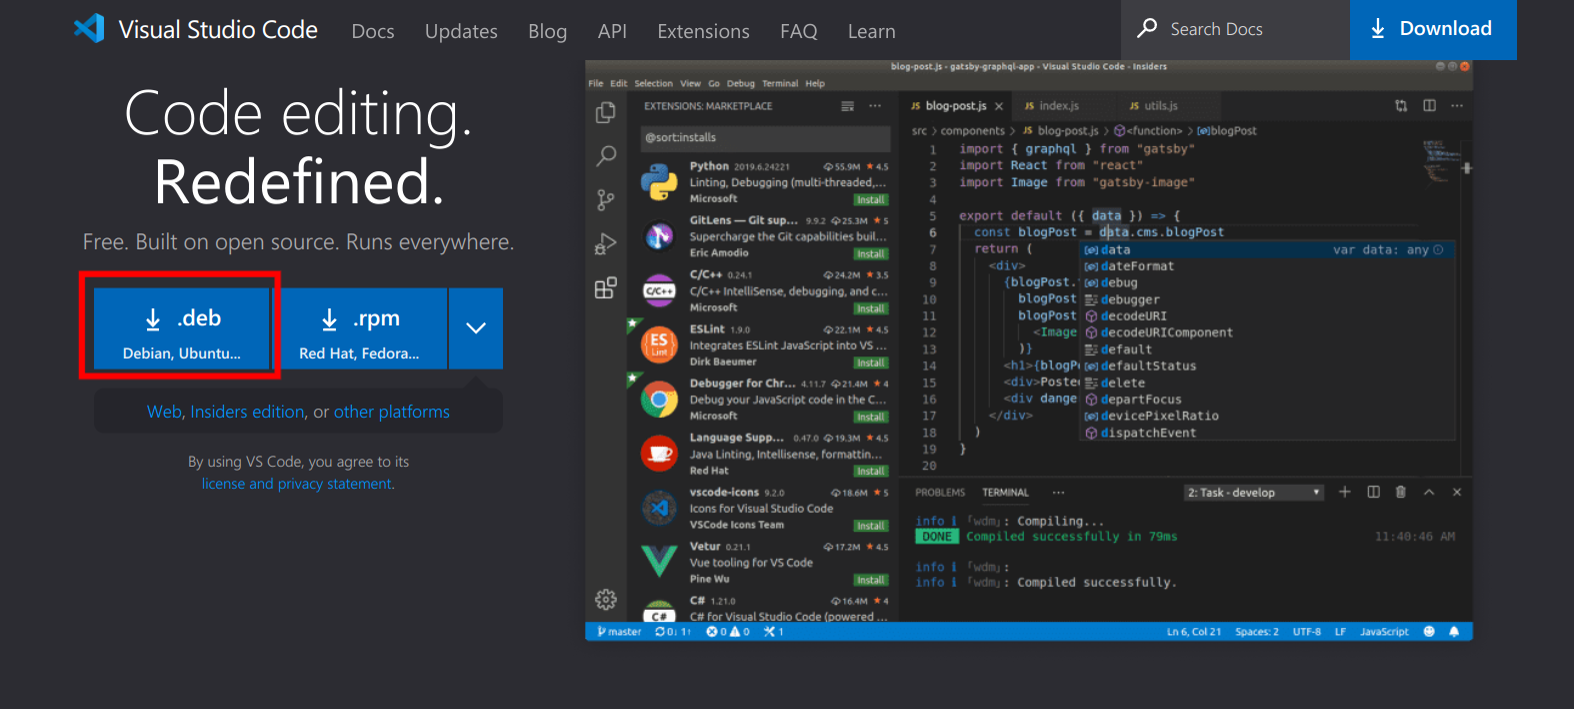 Visual Studio Code Docs Updates Blog API Extensions FAQ Learn Search Docs Download
Code editing.
Redefined.
Free. Built on open source. Runs everywhere.
.deb
Debian, Ubuntu...
.rpm
Red Hat, Fedora...
Web, Insiders edition, or other platforms
By using VS Code, you agree to its
license and privacy statement.
blog-post.js - gatsby-graphql-app - Visual Studio Code - Insiders
File Edit Selection View Go Debug Terminal Help
EXTENSIONS: MARKETPLACE
@sort:installs
Python 2019.6.24221 55.9M 4.5
Linting, Debugging (multi-threaded,...
Microsoft Install
GitLens — Git sup... 9.9.2 25.3M 5
Supercharge the Git capabilities buil...
Eric Amodio Install
C/C++ 0.24.1 24.2M 3.5
C/C++ IntelliSense, debugging, and c...
Microsoft Install
ESLint 1.9.0 22.1M 4.5
Integrates ESLint JavaScript into VS ...
Dirk Baeumer Install
Debugger for Chr... 4.11.7 21.4M 4
Debug your JavaScript code in the C...
Microsoft Install
Language Supp... 0.47.0 19.3M 4.5
Java Linting, Intellisense, formattin...
Red Hat Install
vscode-icons 9.2.0 18.6M 5
Icons for Visual Studio Code
VSCode Icons Team Install
Vetur 0.21.1 17.2M 4.5
Vue tooling for VS Code
Pine Wu Install
C# 1.21.0 16.4M 4
C# for Visual Studio Code (powered ...
C/C++
ES
Lint
C#
JS blog-post.js JS index.js JS utils.js
src > components > JS blog-post.js > <function> > blogPost
1 import { graphql } from "gatsby"
2 import React from "react"
3 import Image from "gatsby-image"
4
5 export default ({ data }) => {
6 const blogPost = data.cms.blogPost
7 return (
8 <div>
9 {blogPost.
10 blogPost
11 blogPost
12 <Image
13 )}
14 <h1>{blogP
15 <div>Poste
16 <div dange
17 </div>
18 )
19 }
20
data var data: any
dateFormat
debug
debugger
decodeURI
decodeURIComponent
default
defaultStatus
delete
departFocus
devicePixelRatio
dispatchEvent
PROBLEMS TERMINAL ... 2: Task - develop
info ℹ ｢wdm｣: Compiling...
DONE Compiled successfully in 79ms 11:40:46 AM
info ℹ ｢wdm｣:
info ℹ ｢wdm｣: Compiled successfully.
master 0↓ 1↑ 0 0 1 Ln 6, Col 21 Spaces: 2 UTF-8 LF JavaScript